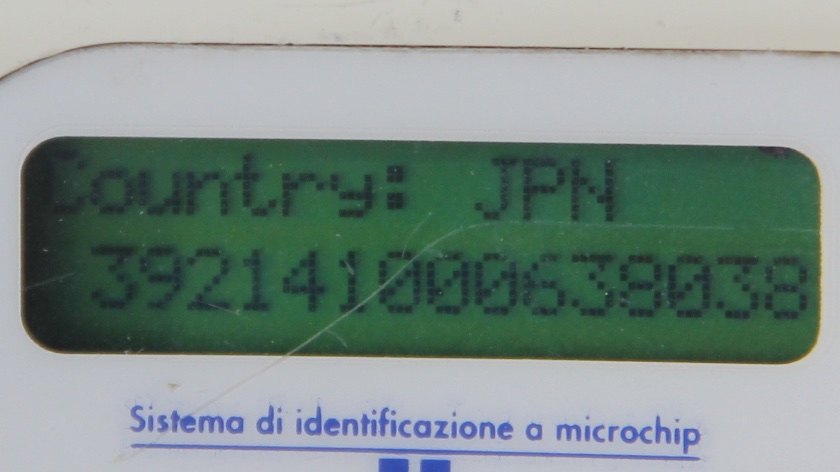 Country: JPN
392141000638038
Sistema di identificazione a microchip